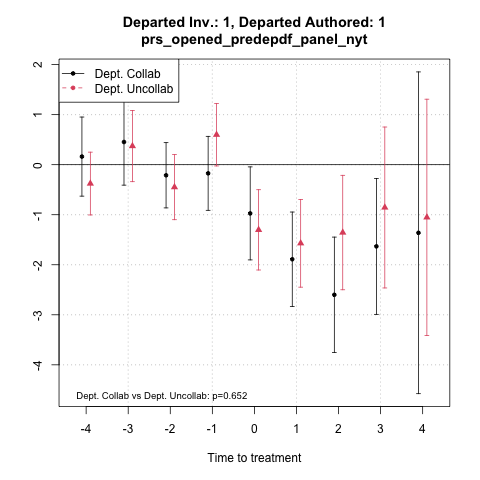 Departed Inv.: 1, Departed Authored: 1
prs_opened_predepdf_panel_nyt
Dept. Collab
Dept. Uncollab
2
1
0
-1
-2
-3
-4
Dept. Collab vs Dept. Uncollab: p=0.652
-4 -3 -2 -1 0 1 2 3 4
Time to treatment